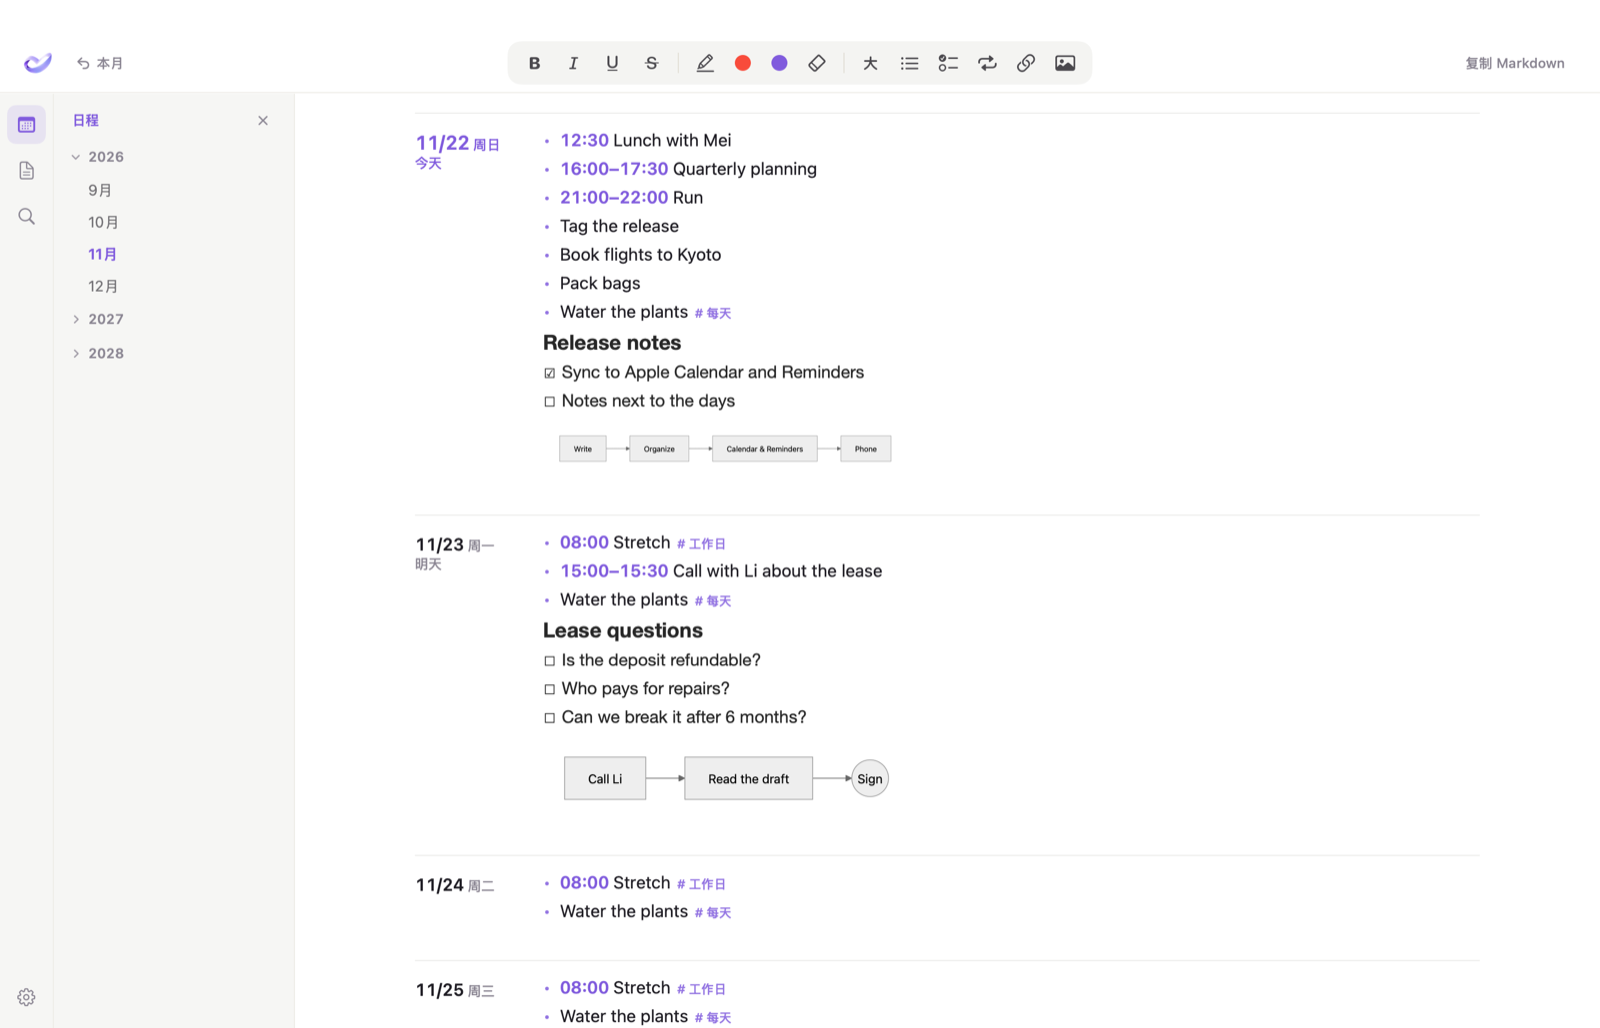 本月
B I U S 大
复制 Markdown
日程
2026
9月
10月
11月
12月
2027
2028
11/22 周日
今天
• 12:30 Lunch with Mei
• 16:00–17:30 Quarterly planning
• 21:00–22:00 Run
• Tag the release
• Book flights to Kyoto
• Pack bags
• Water the plants # 每天
Release notes
☑ Sync to Apple Calendar and Reminders
☐ Notes next to the days
Write Organize Calendar & Reminders Phone
11/23 周一
明天
• 08:00 Stretch # 工作日
• 15:00–15:30 Call with Li about the lease
• Water the plants # 每天
Lease questions
☐ Is the deposit refundable?
☐ Who pays for repairs?
☐ Can we break it after 6 months?
Call Li Read the draft Sign
11/24 周二
• 08:00 Stretch # 工作日
• Water the plants # 每天
11/25 周三
• 08:00 Stretch # 工作日
• Water the plants # 每天